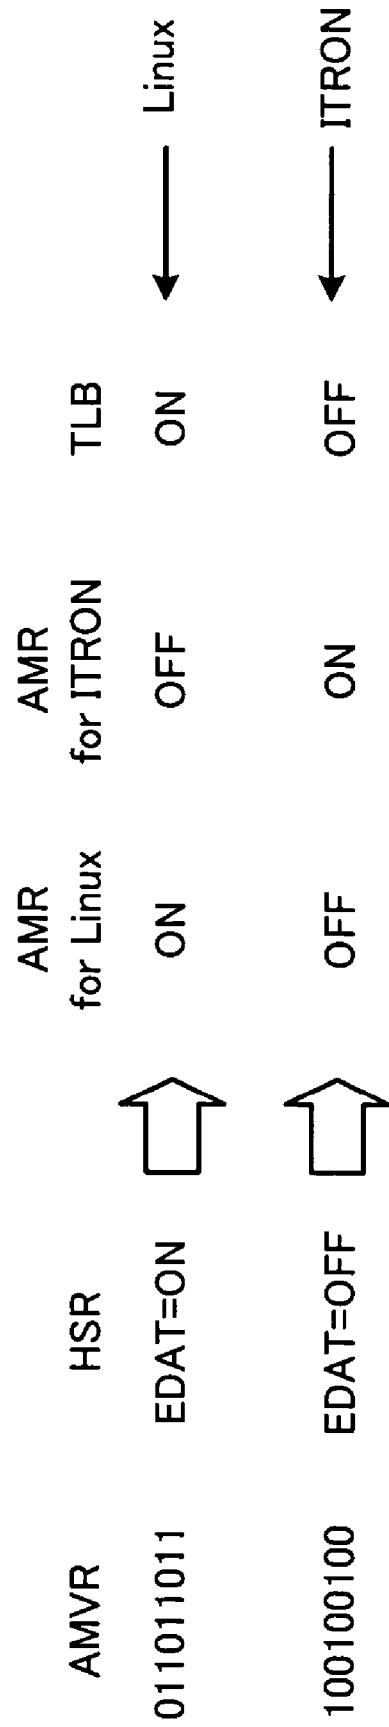 AMVR HSR AMR for Linux AMR for ITRON TLB
011011011 EDAT=ON ON OFF ON Linux
100100100 EDAT=OFF OFF ON OFF ITRON